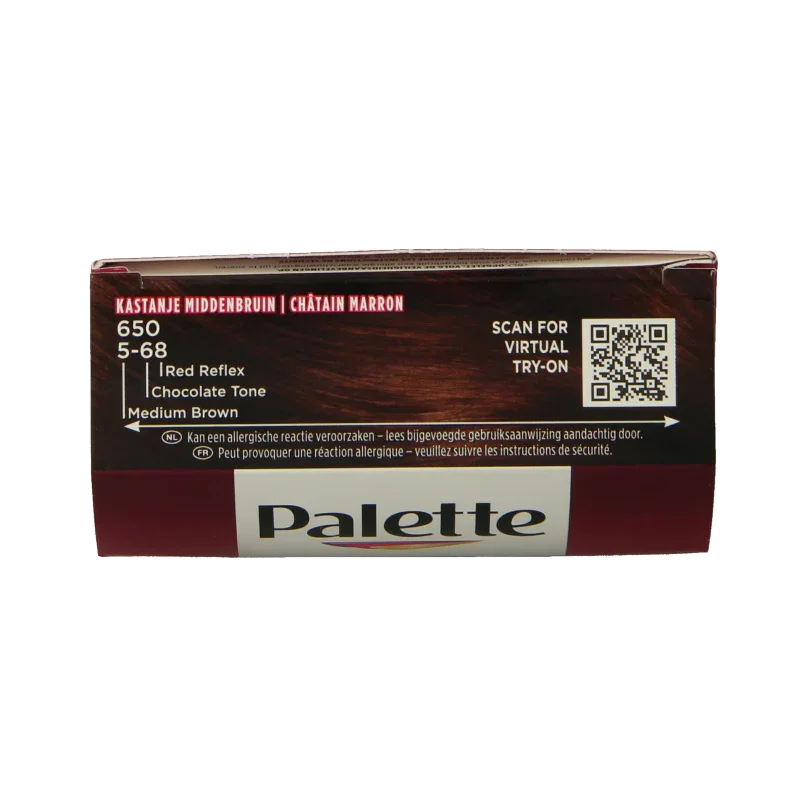 KASTANJE MIDDENBRUIN | CHÂTAIN MARRON
650
5-68
Red Reflex
Chocolate Tone
Medium Brown
SCAN FOR
VIRTUAL
TRY-ON
NL Kan een allergische reactie veroorzaken – lees bijgevoegde gebruiksaanwijzing aandachtig door.
FR Peut provoquer une réaction allergique – veuillez suivre les instructions de sécurité.
Palette